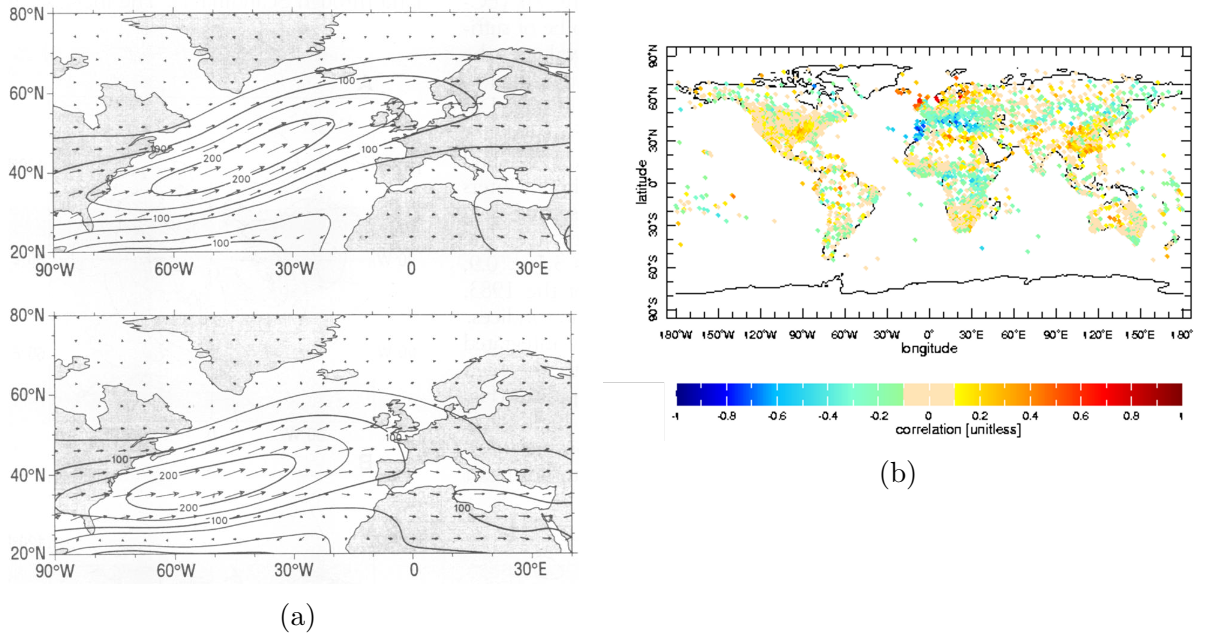 80°N
60°N
40°N
20°N
90°W 60°W 30°W 0 30°E
100
100
200
100
200
100
100
80°N
60°N
40°N
20°N
90°W 60°W 30°W 0 30°E
100
100
200
200
100
100
(a)
90°N
60°N
30°N
0°
30°S
60°S
90°S
latitude
180°W 150°W 120°W 90°W 60°W 30°W 0° 30°E 60°E 90°E 120°E 150°E 180°
longitude
-1 -0.8 -0.6 -0.4 -0.2 0 0.2 0.4 0.6 0.8 1
correlation [unitless]
(b)